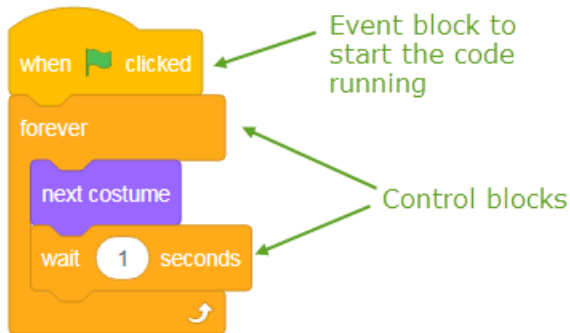 Event block to
start the code
running
when clicked
forever
next costume
wait 1 seconds
Control blocks